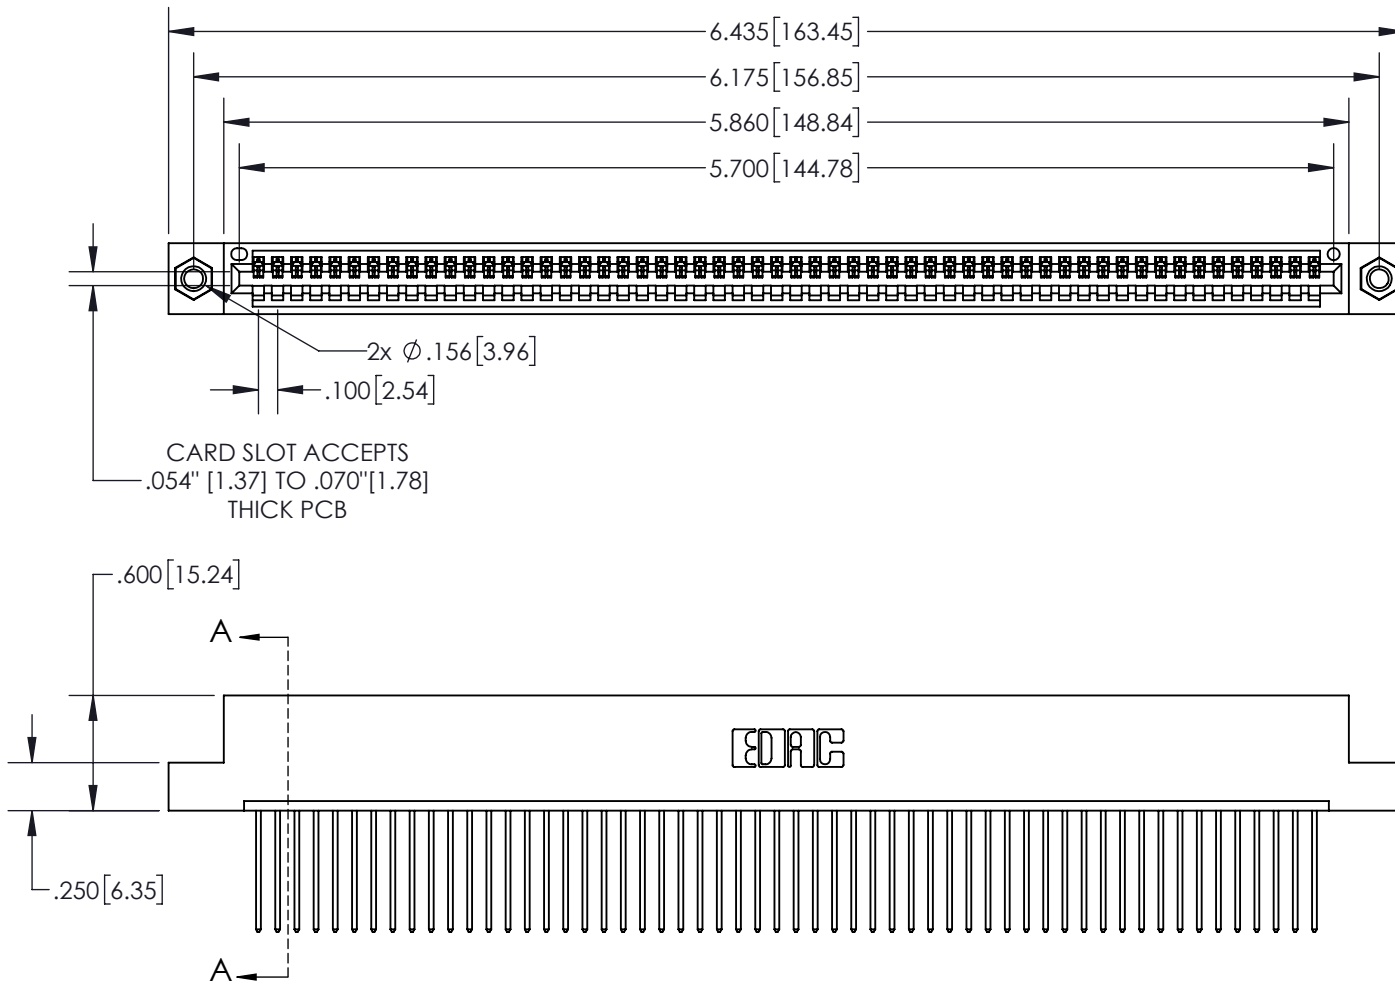 6.435[163.45]
6.175[156.85]
5.860[148.84]
5.700[144.78]
2x Ø.156[3.96]
.100[2.54]
CARD SLOT ACCEPTS
.054" [1.37] TO .070"[1.78]
THICK PCB
.600[15.24]
A
EDAC
.250[6.35]
A